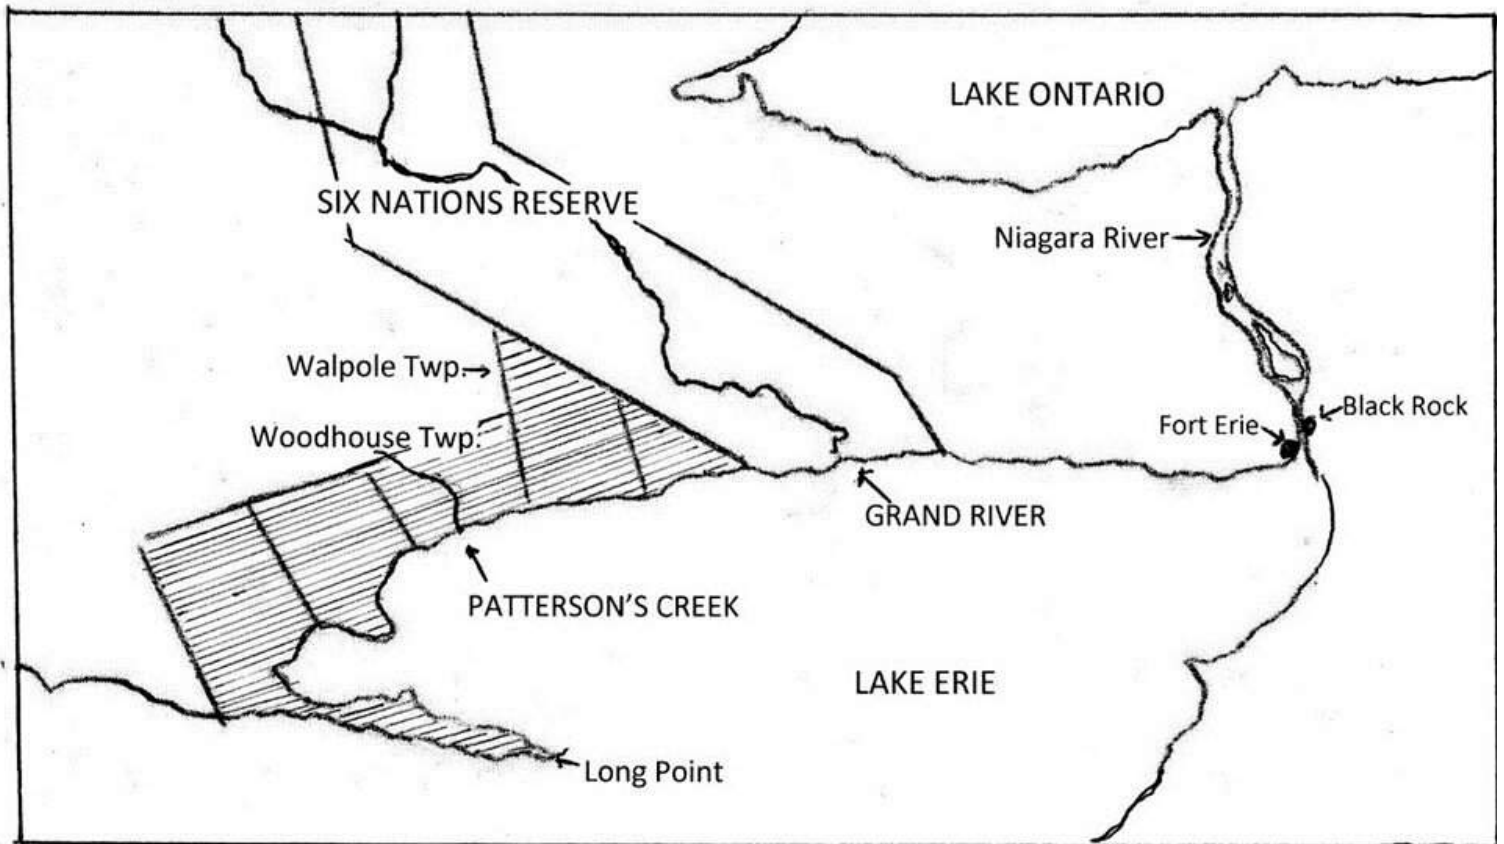 LAKE ONTARIO
SIX NATIONS RESERVE
Niagara River
Walpole Twp.
Black Rock
Fort Erie
Woodhouse Twp.
GRAND RIVER
PATTERSON'S CREEK
LAKE ERIE
Long Point